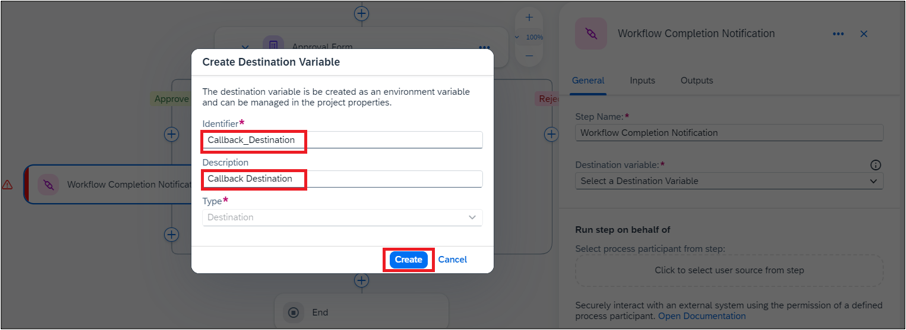 Approval Form
•••
100%
Approve
Rejec
Workflow Completion Notificat
End
Create Destination Variable
The destination variable is be created as an environment variable
and can be managed in the project properties.
Identifier*
Callback_Destination
Description
Callback Destination
Type*
Destination
Create
Cancel
Workflow Completion Notification
•••
General
Inputs
Outputs
Step Name:*
Workflow Completion Notification
Destination variable:*
Select a Destination Variable
Run step on behalf of
Select process participant from step:
Click to select user source from step
Securely interact with an external system using the permission of a defined
process participant. Open Documentation